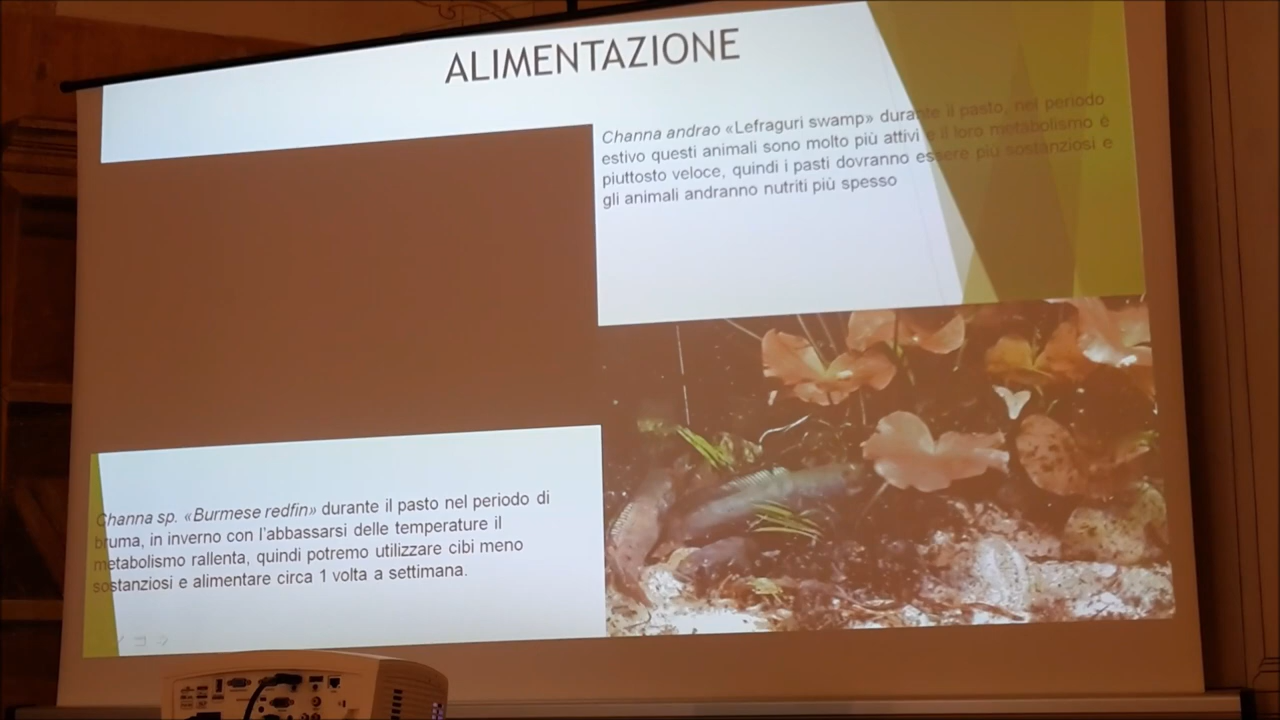 ALIMENTAZIONE
Channa andrao «Lefraguri swamp» durante il pasto, nel periodo
estivo questi animali sono molto più attivi e il loro metabolismo è
piuttosto veloce, quindi i pasti dovranno essere più sostanziosi e
gli animali andranno nutriti più spesso
Channa sp. «Burmese redfin» durante il pasto nel periodo di
bruma, in inverno con l'abbassarsi delle temperature il
metabolismo rallenta, quindi potremo utilizzare cibi meno
sostanziosi e alimentare circa 1 volta a settimana.